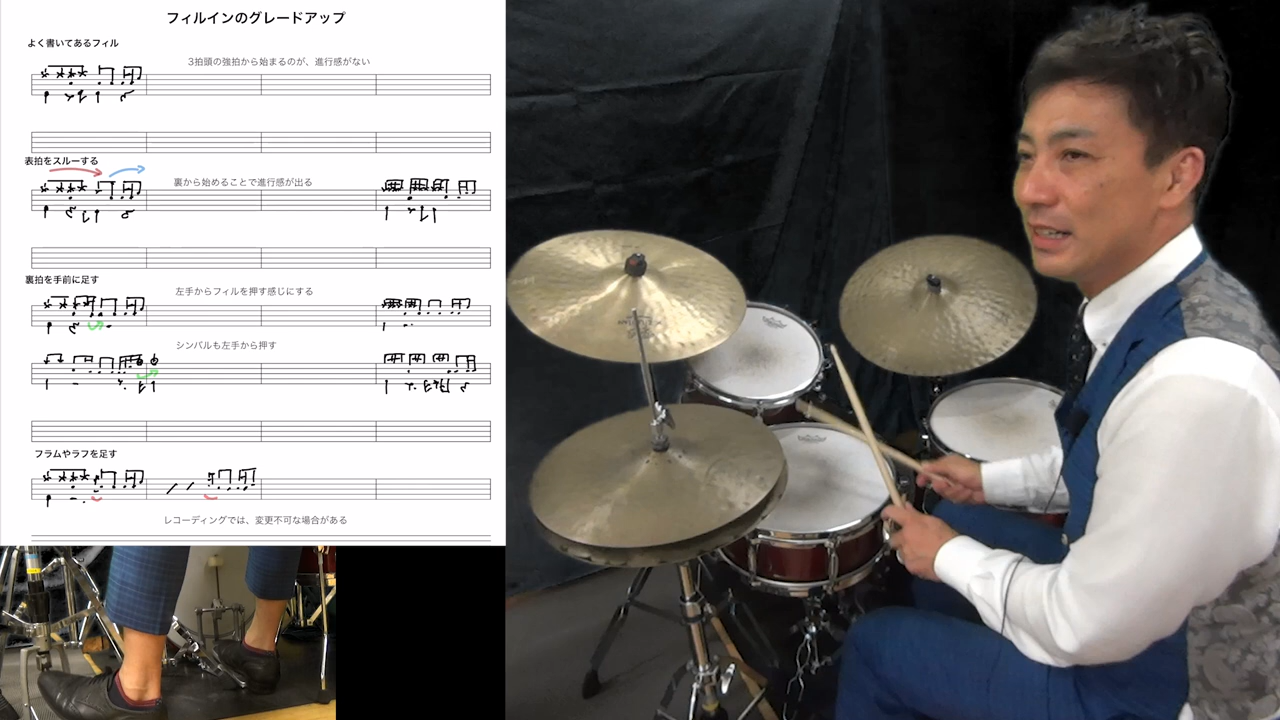 フィルインのグレードアップ
よく書いてあるフィル
3拍頭の強拍から始まるのが、進行感がない
表拍をスルーする
裏から始めることで進行感が出る
裏拍を手前に足す
左手からフィルを押す感じにする
シンバルも左手から押す
フラムやラフを足す
レコーディングでは、変更不可な場合がある